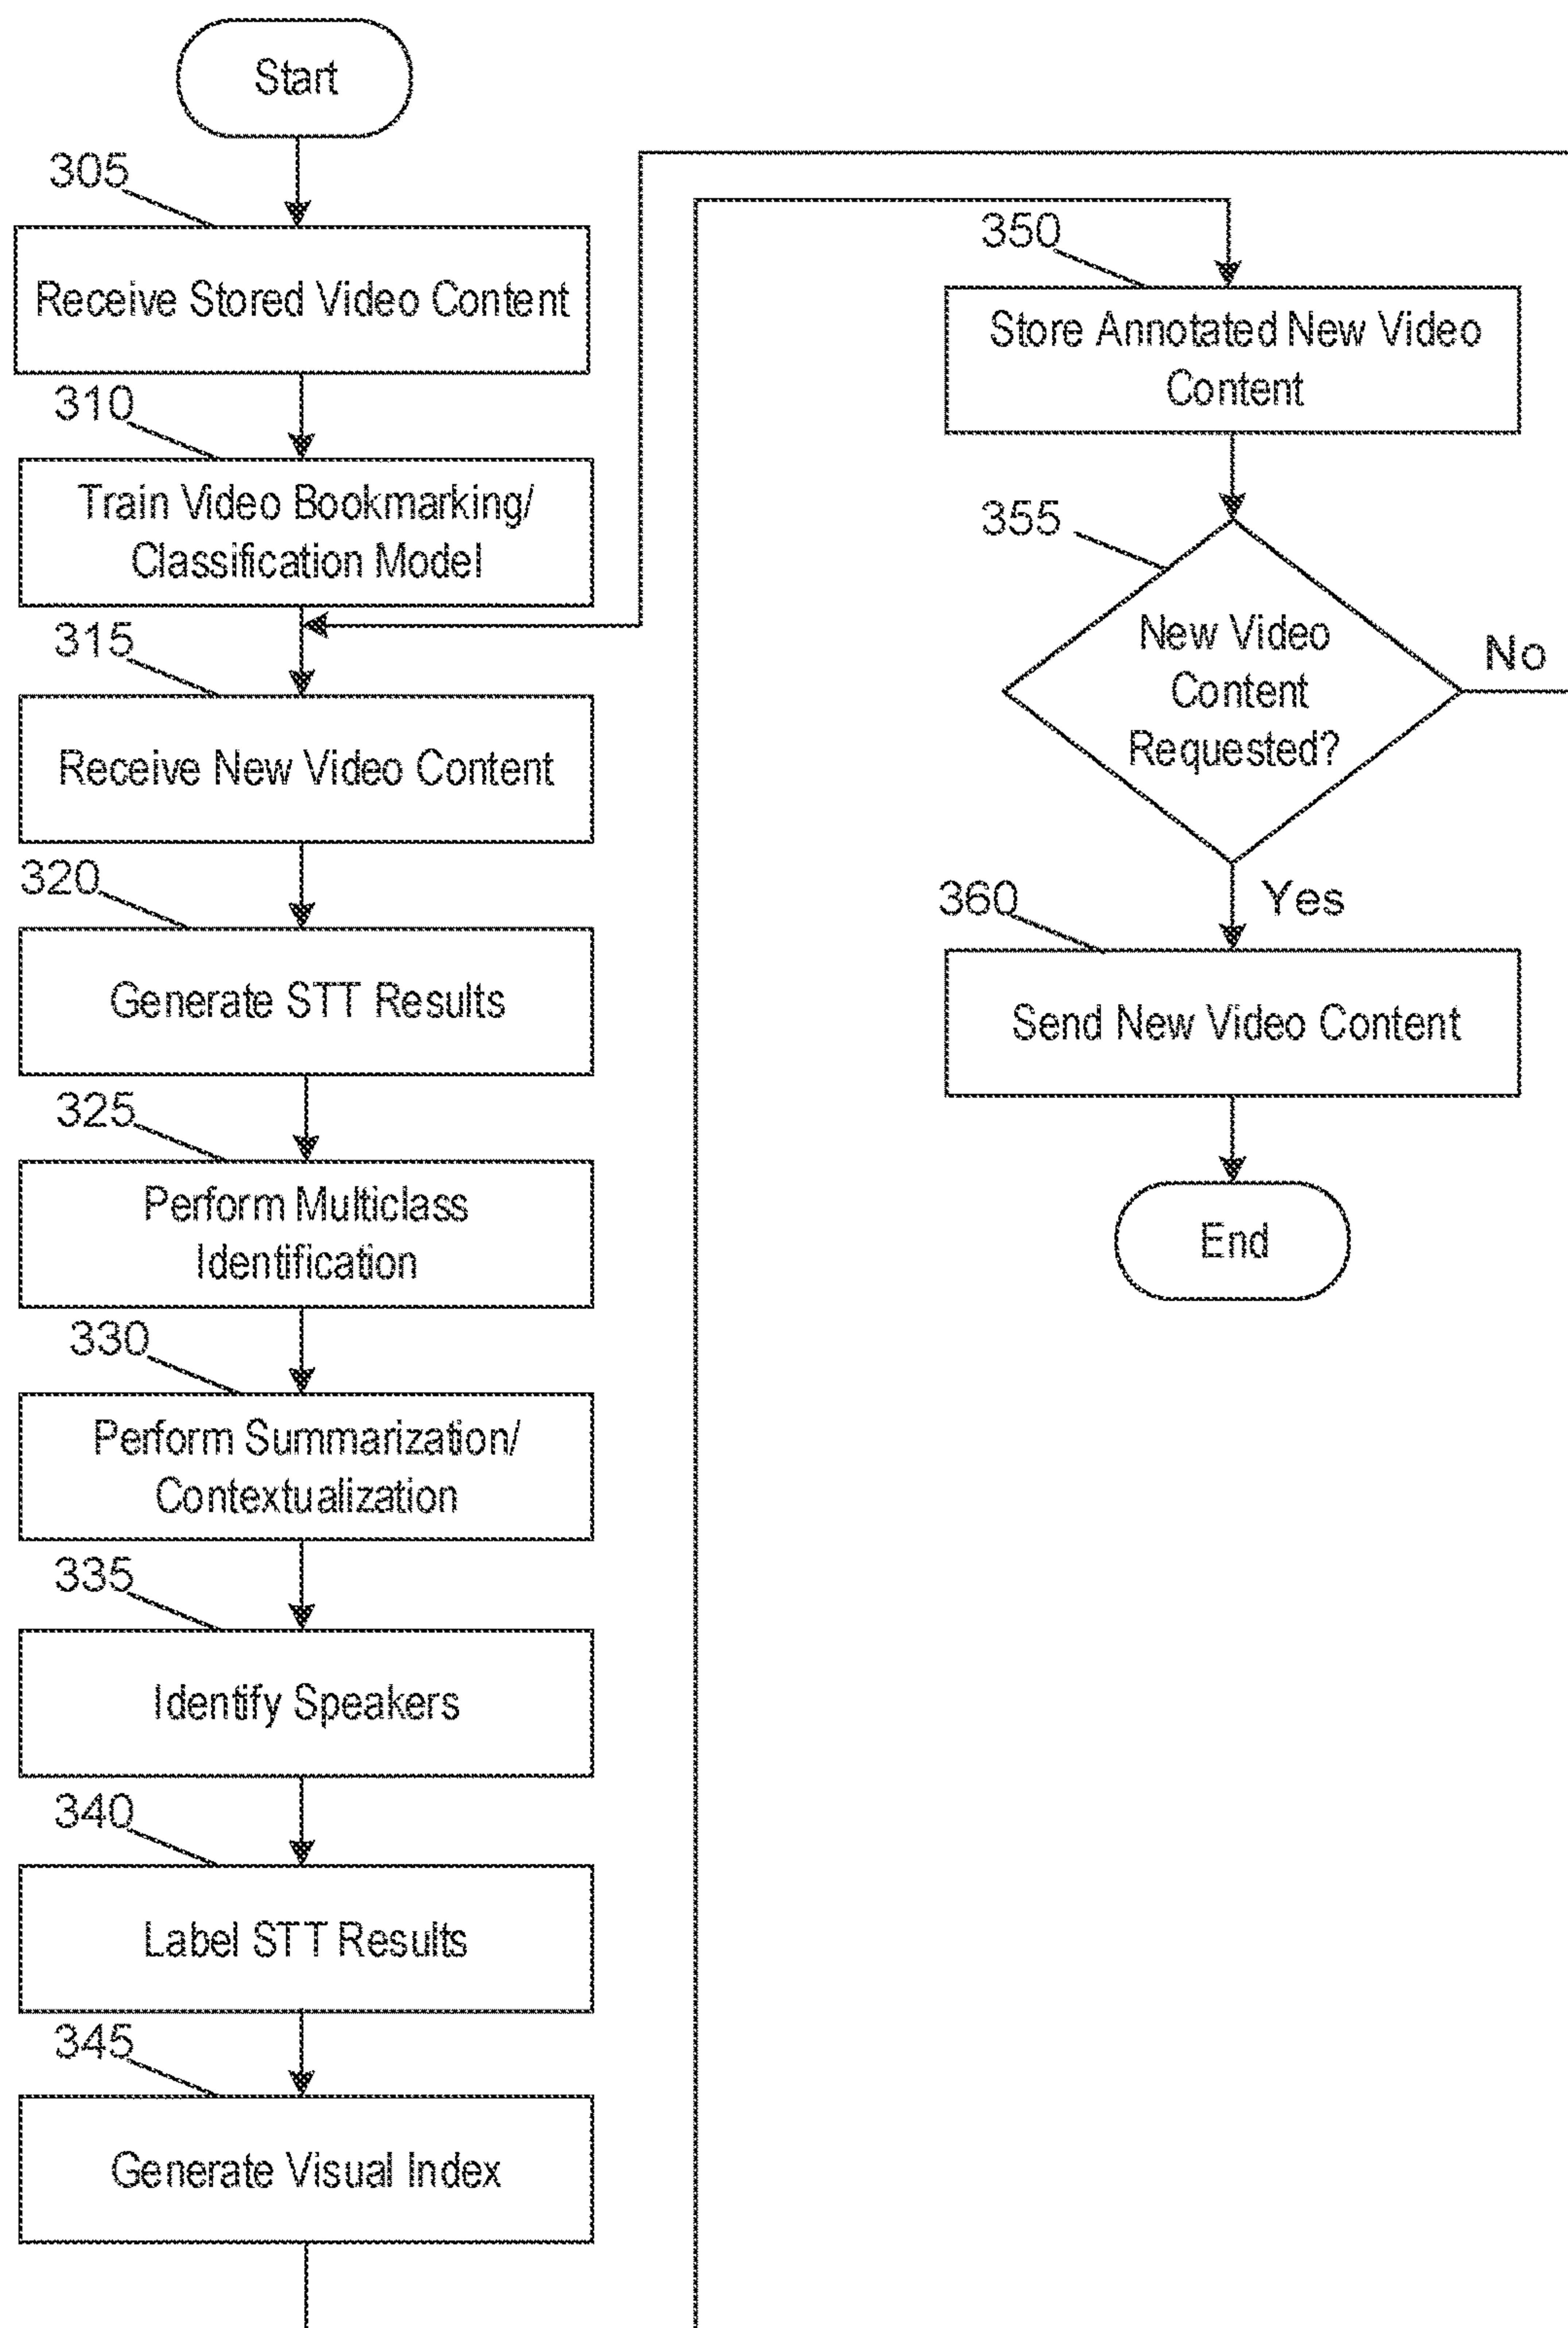 Start
305
Receive Stored Video Content
310
Train Video Bookmarking/
Classification Model
315
Receive New Video Content
320
Generate STT Results
325
Perform Multiclass
Identification
330
Perform Summarization/
Contextualization
335
Identify Speakers
340
Label STT Results
345
Generate Visual Index
350
Store Annotated New Video
Content
355
New Video
Content
Requested?
No
Yes
360
Send New Video Content
End